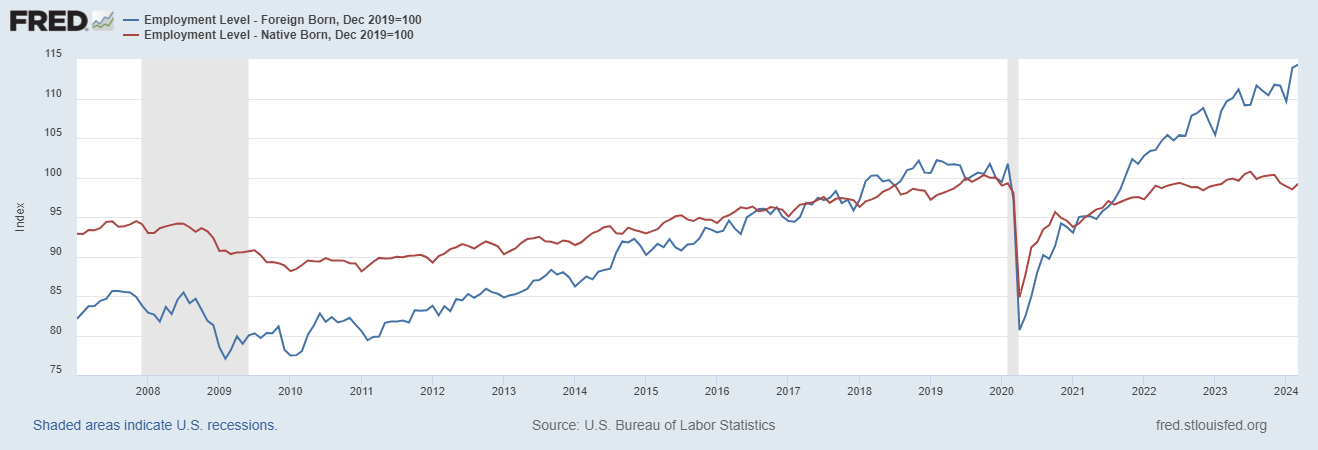 FRED
Employment Level - Foreign Born, Dec 2019=100
Employment Level - Native Born, Dec 2019=100
115
110
105
100
95
90
85
80
75
Index
2008 2009 2010 2011 2012 2013 2014 2015 2016 2017 2018 2019 2020 2021 2022 2023 2024
Shaded areas indicate U.S. recessions. Source: U.S. Bureau of Labor Statistics fred.stlouisfed.org